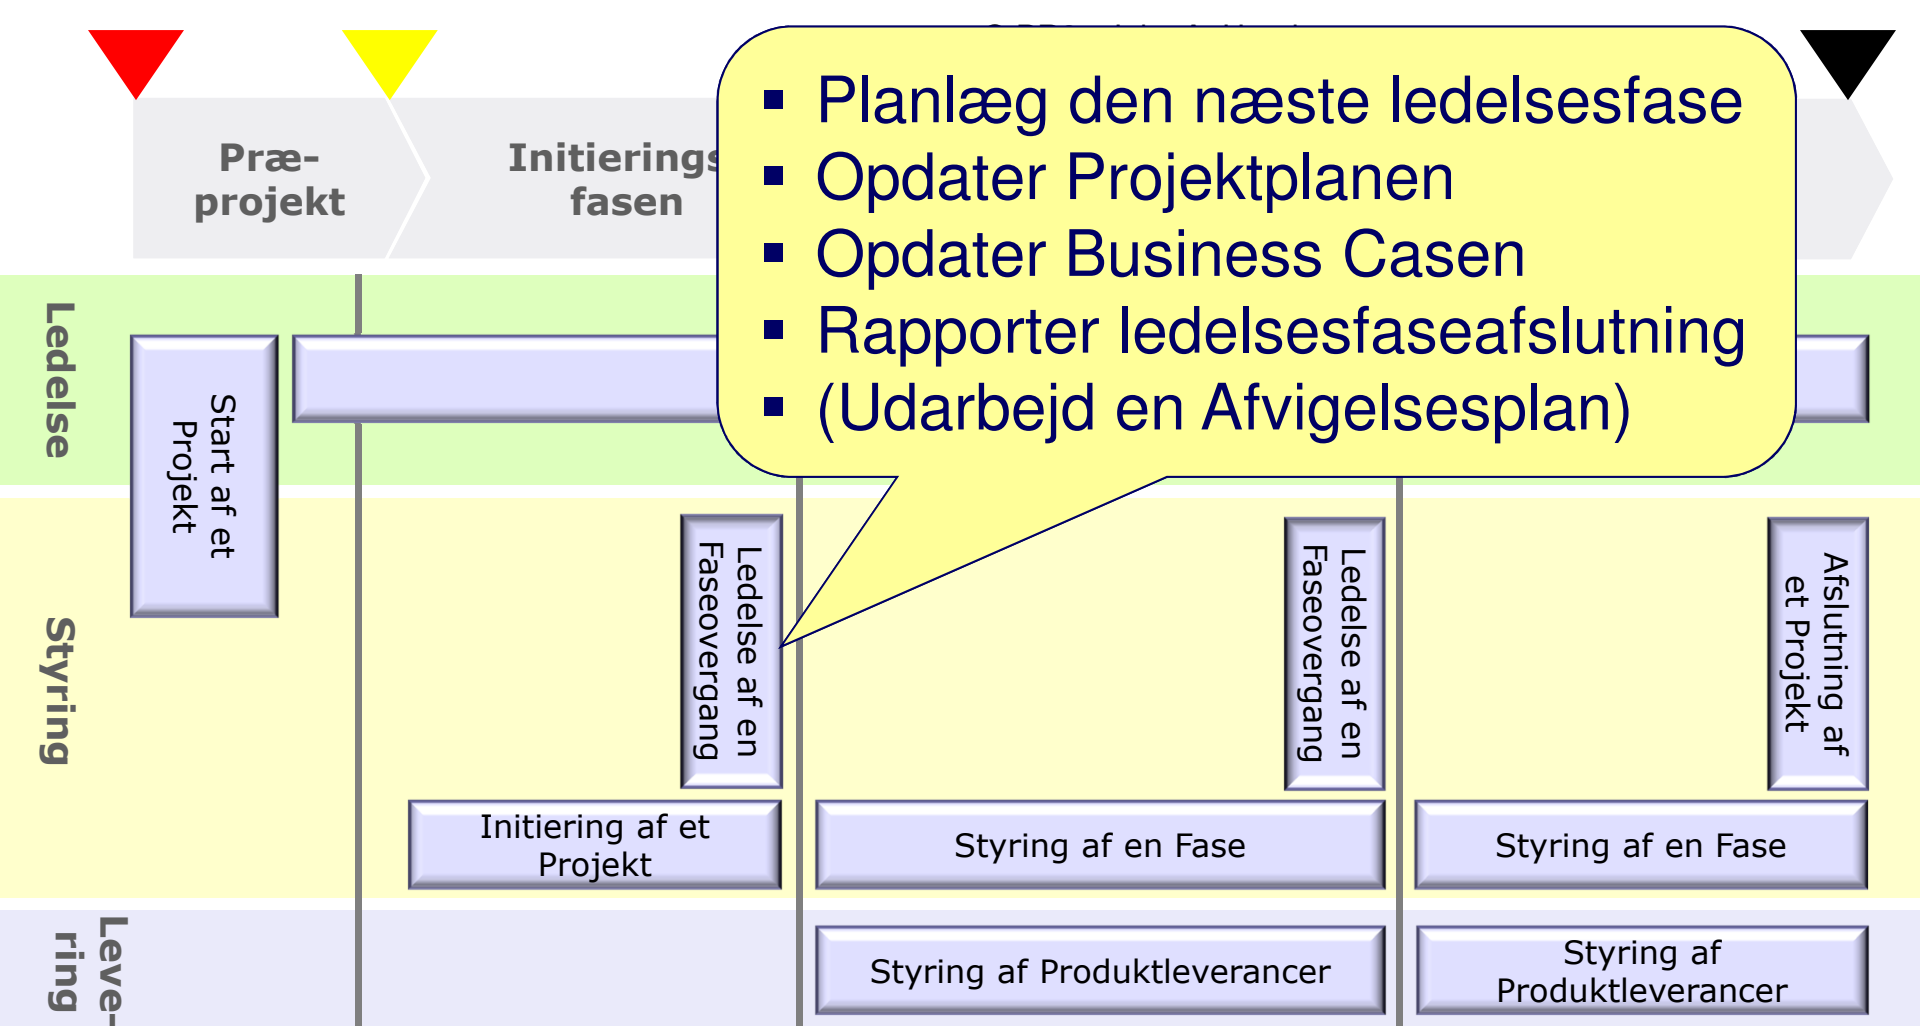 ▪ Planlæg den næste ledelsesfase
▪ Opdater Projektplanen
▪ Opdater Business Casen
▪ Rapporter ledelsesfaseafslutning
▪ (Udarbejd en Afvigelsesplan)
Præ-
projekt
Initierings
fasen
Ledelse
Start af et
Projekt
Styring
Ledelse af en
Faseovergang
Ledelse af en
Faseovergang
Afslutning af
et Projekt
Initiering af et
Projekt
Styring af en Fase
Styring af en Fase
Leve-
ring
Styring af Produktleverancer
Styring af
Produktleverancer